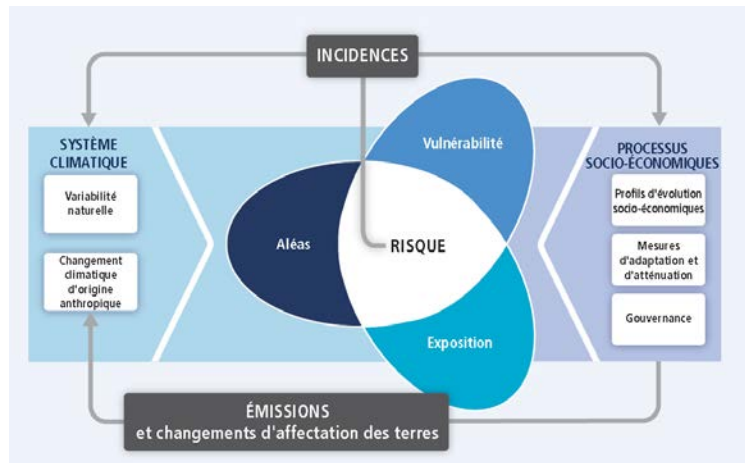 INCIDENCES
SYSTÈME
CLIMATIQUE
Variabilité
naturelle
Changement
climatique
d'origine
anthropique
Vulnérabilité
Aléas
RISQUE
Exposition
PROCESSUS
SOCIO-ÉCONOMIQUES
Profils d'évolution
socio-économiques
Mesures
d'adaptation et
d'atténuation
Gouvernance
ÉMISSIONS
et changements d'affectation des terres